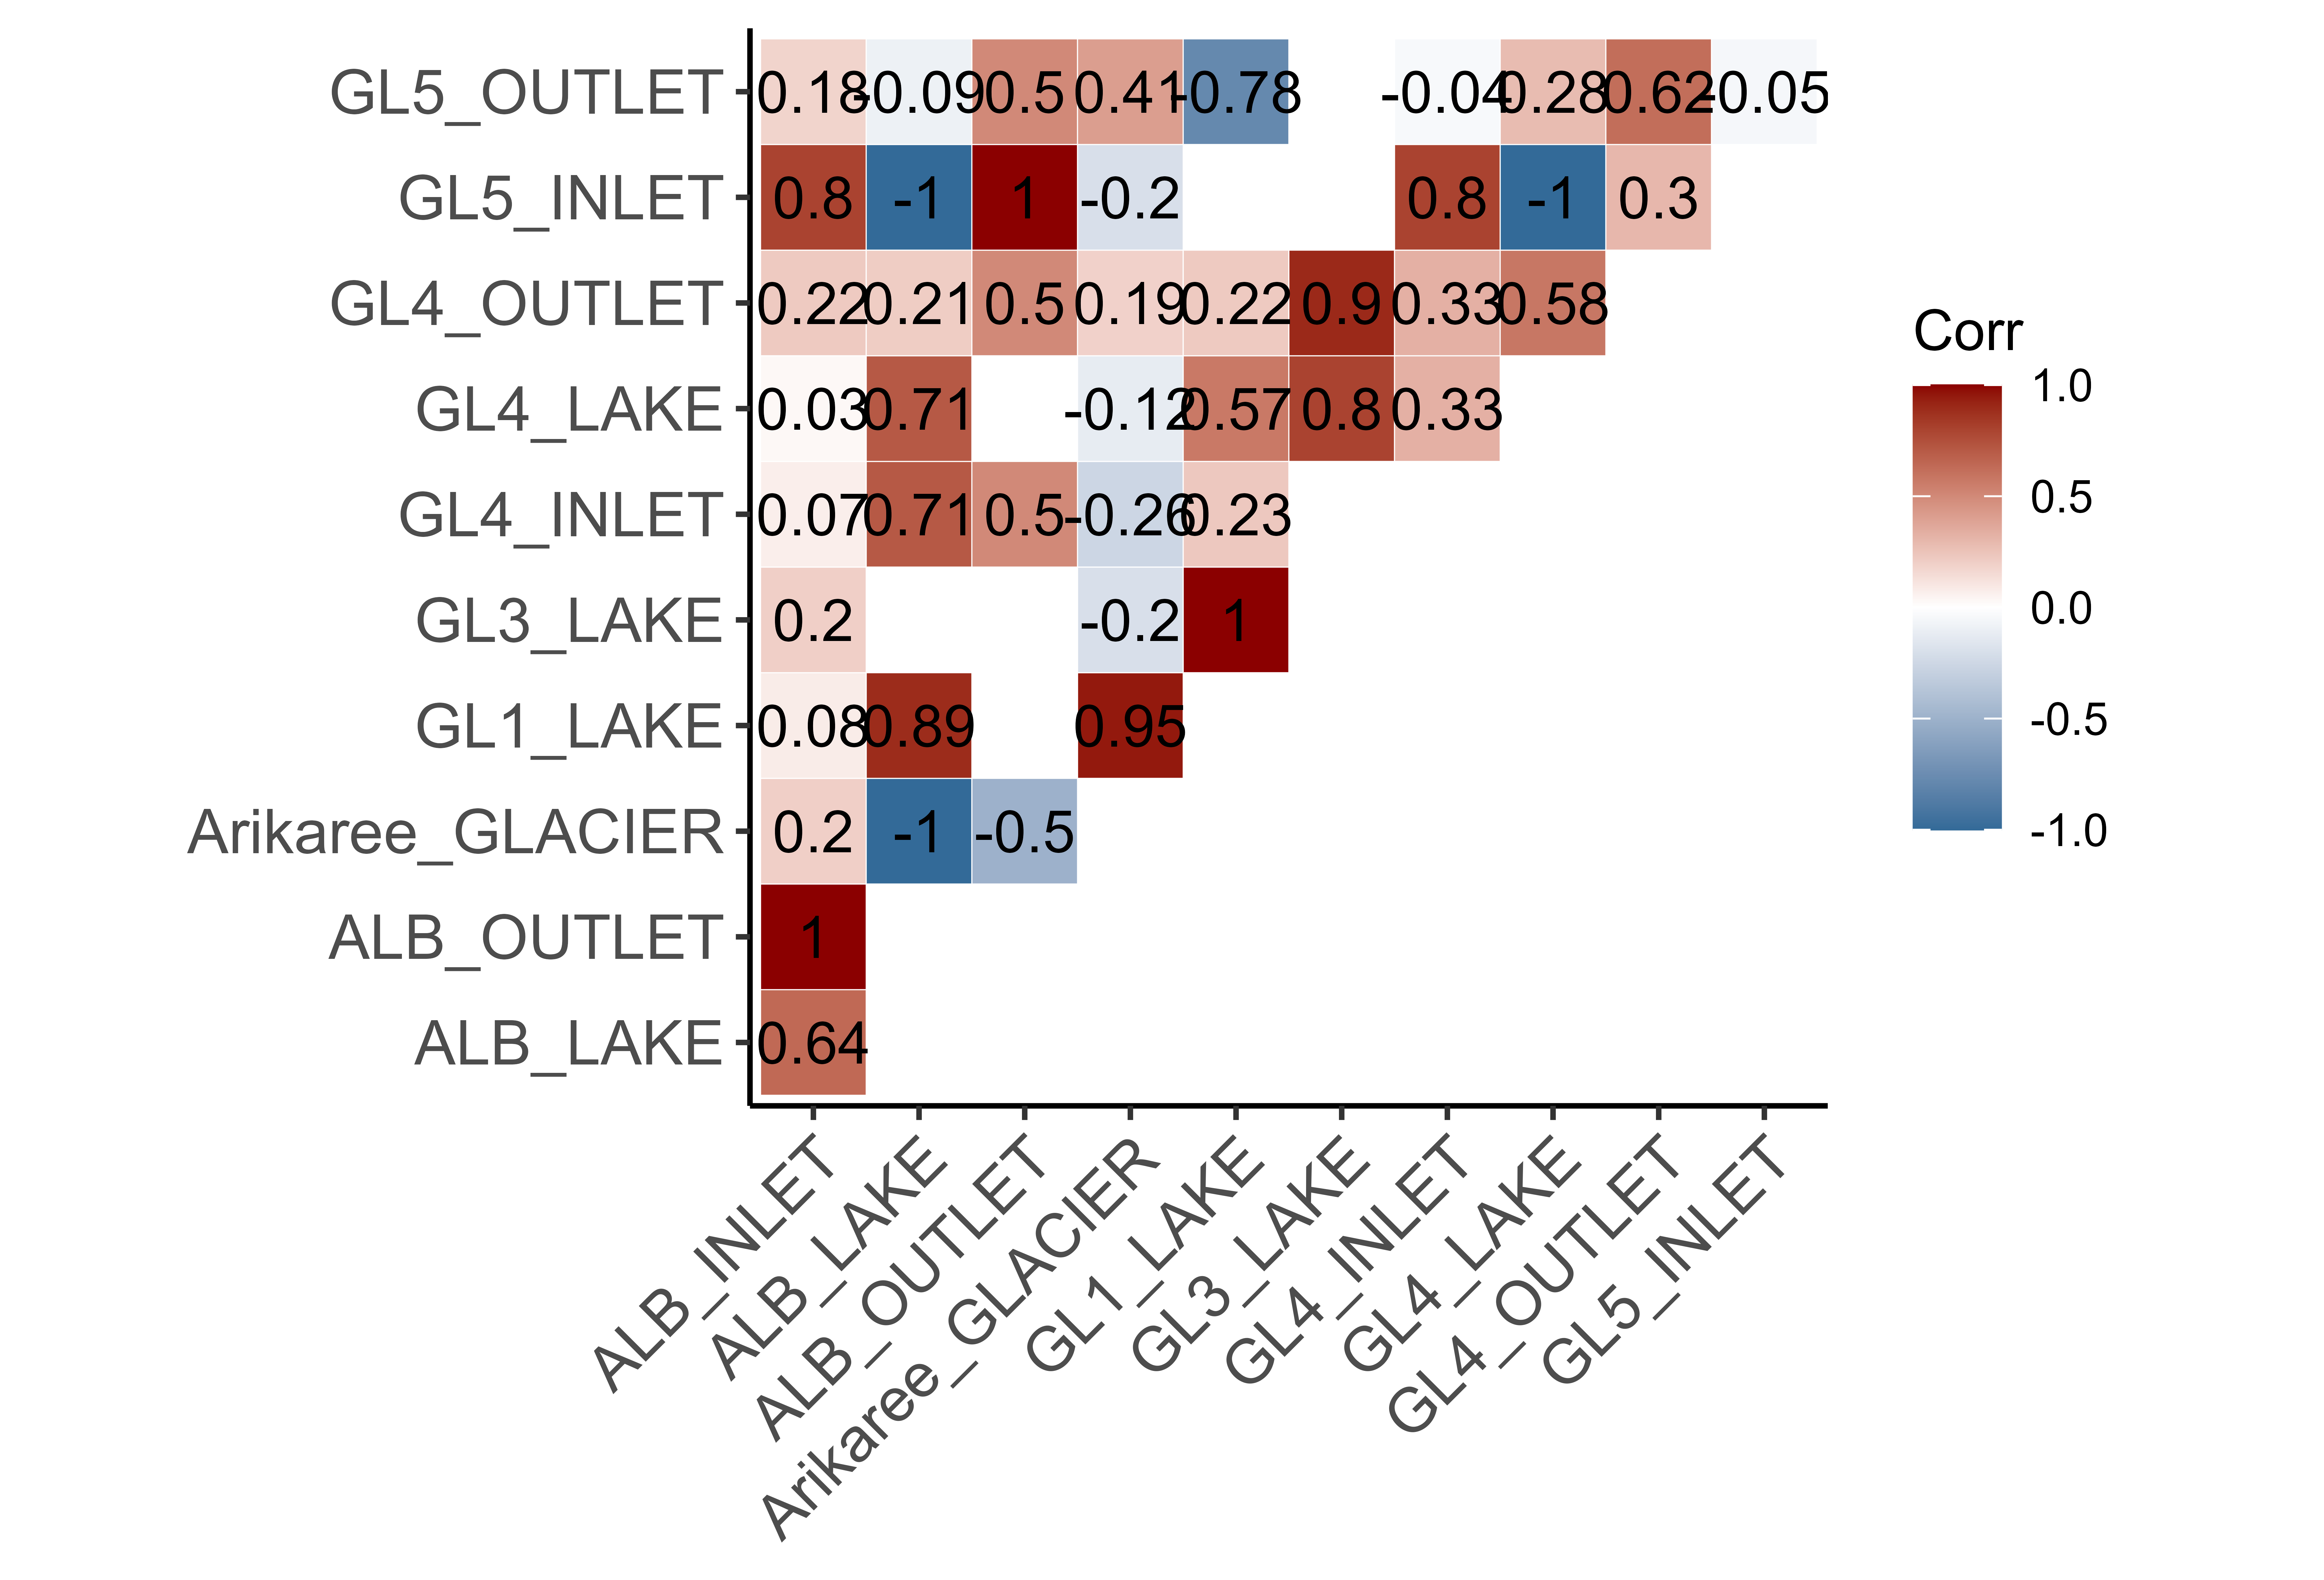 GL5_OUTLET 0.18 -0.09 0.5 0.41 -0.78 -0.04 0.28 0.62 -0.05
GL5_INLET 0.8 -1 1 -0.2 0.8 -1 0.3
GL4_OUTLET 0.22 0.21 0.5 0.19 0.22 0.9 0.33 0.58
GL4_LAKE 0.03 0.71 -0.12 0.57 0.8 0.33
GL4_INLET 0.07 0.71 0.5 -0.26 0.23
GL3_LAKE 0.2 -0.2 1
GL1_LAKE 0.08 0.89 0.95
Arikaree_GLACIER 0.2 -1 -0.5
ALB_OUTLET 1
ALB_LAKE 0.64
ALB_INLET
ALB_LAKE
ALB_OUTLET
Arikaree_GLACIER
GL1_LAKE
GL3_LAKE
GL4_INLET
GL4_LAKE
GL4_OUTLET
GL5_INLET
Corr
1.0
0.5
0.0
-0.5
-1.0